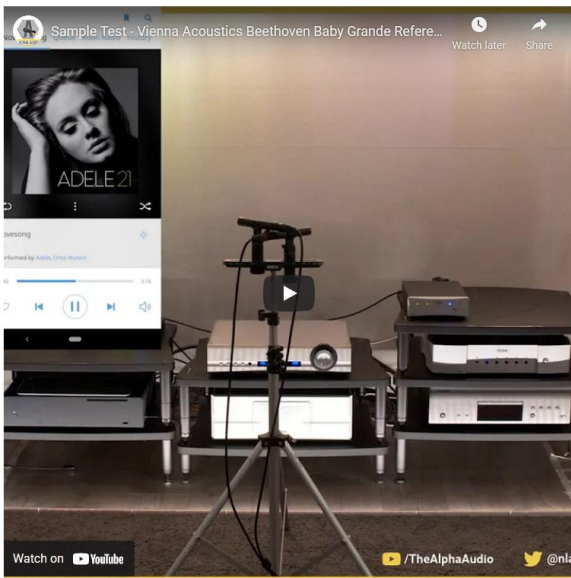 Sample Test - Vienna Acoustics Beethoven Baby Grande Refere...
Watch later
Share
ADELE 21
ovesong
erformed by Adele, Oren Waters
5:16
Watch on YouTube
/TheAlphaAudio
@nla